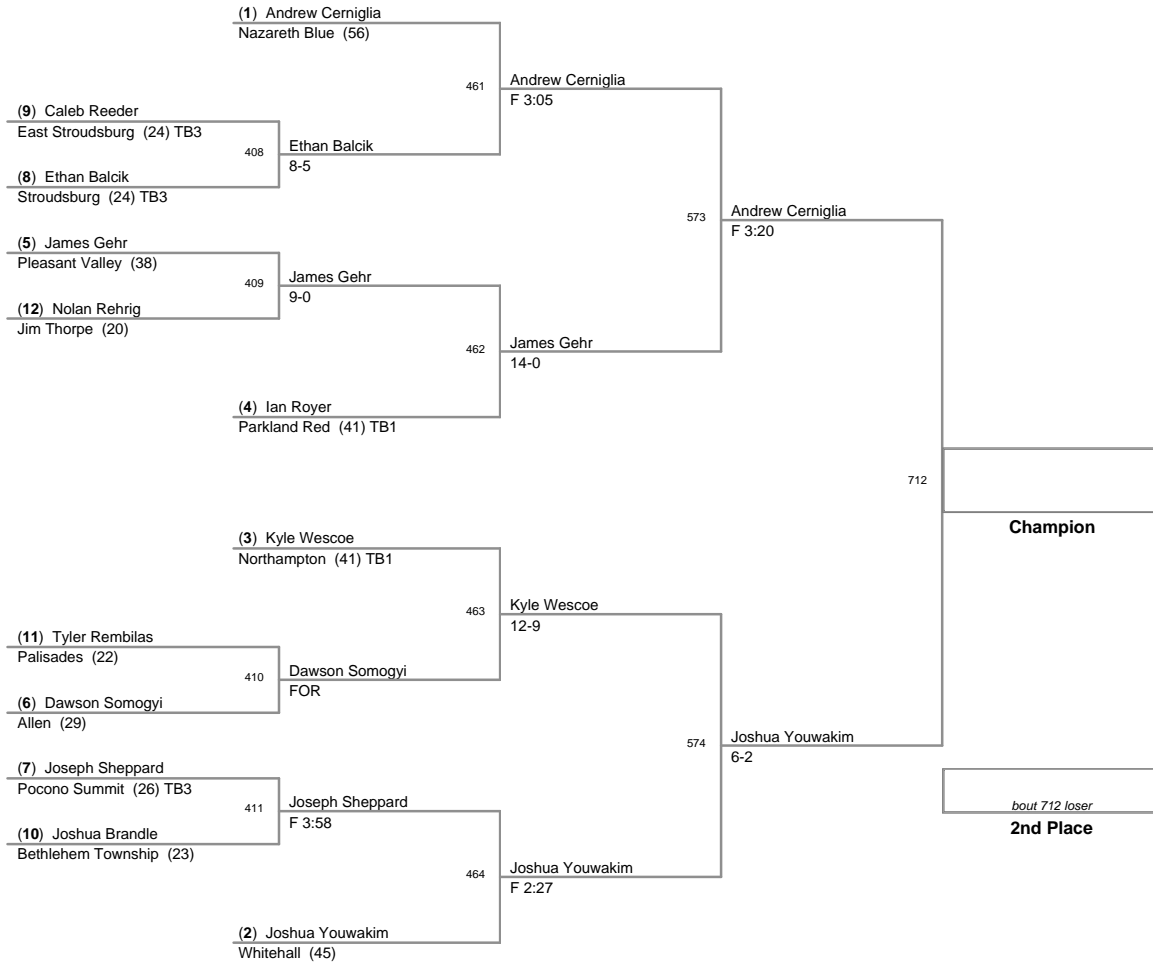 (1) Andrew Cerniglia
Nazareth Blue (56)
461
Andrew Cerniglia
F 3:05
(9) Caleb Reeder
East Stroudsburg (24) TB3
408
Ethan Balcik
8-5
(8) Ethan Balcik
Stroudsburg (24) TB3
573
Andrew Cerniglia
F 3:20
(5) James Gehr
Pleasant Valley (38)
409
James Gehr
9-0
(12) Nolan Rehrig
Jim Thorpe (20)
462
James Gehr
14-0
(4) Ian Royer
Parkland Red (41) TB1
712
Champion
(3) Kyle Wescoe
Northampton (41) TB1
463
Kyle Wescoe
12-9
(11) Tyler Rembilas
Palisades (22)
410
Dawson Somogyi
FOR
(6) Dawson Somogyi
Allen (29)
574
Joshua Youwakim
6-2
(7) Joseph Sheppard
Pocono Summit (26) TB3
411
Joseph Sheppard
F 3:58
(10) Joshua Brandle
Bethlehem Township (23)
bout 712 loser
2nd Place
464
Joshua Youwakim
F 2:27
(2) Joshua Youwakim
Whitehall (45)